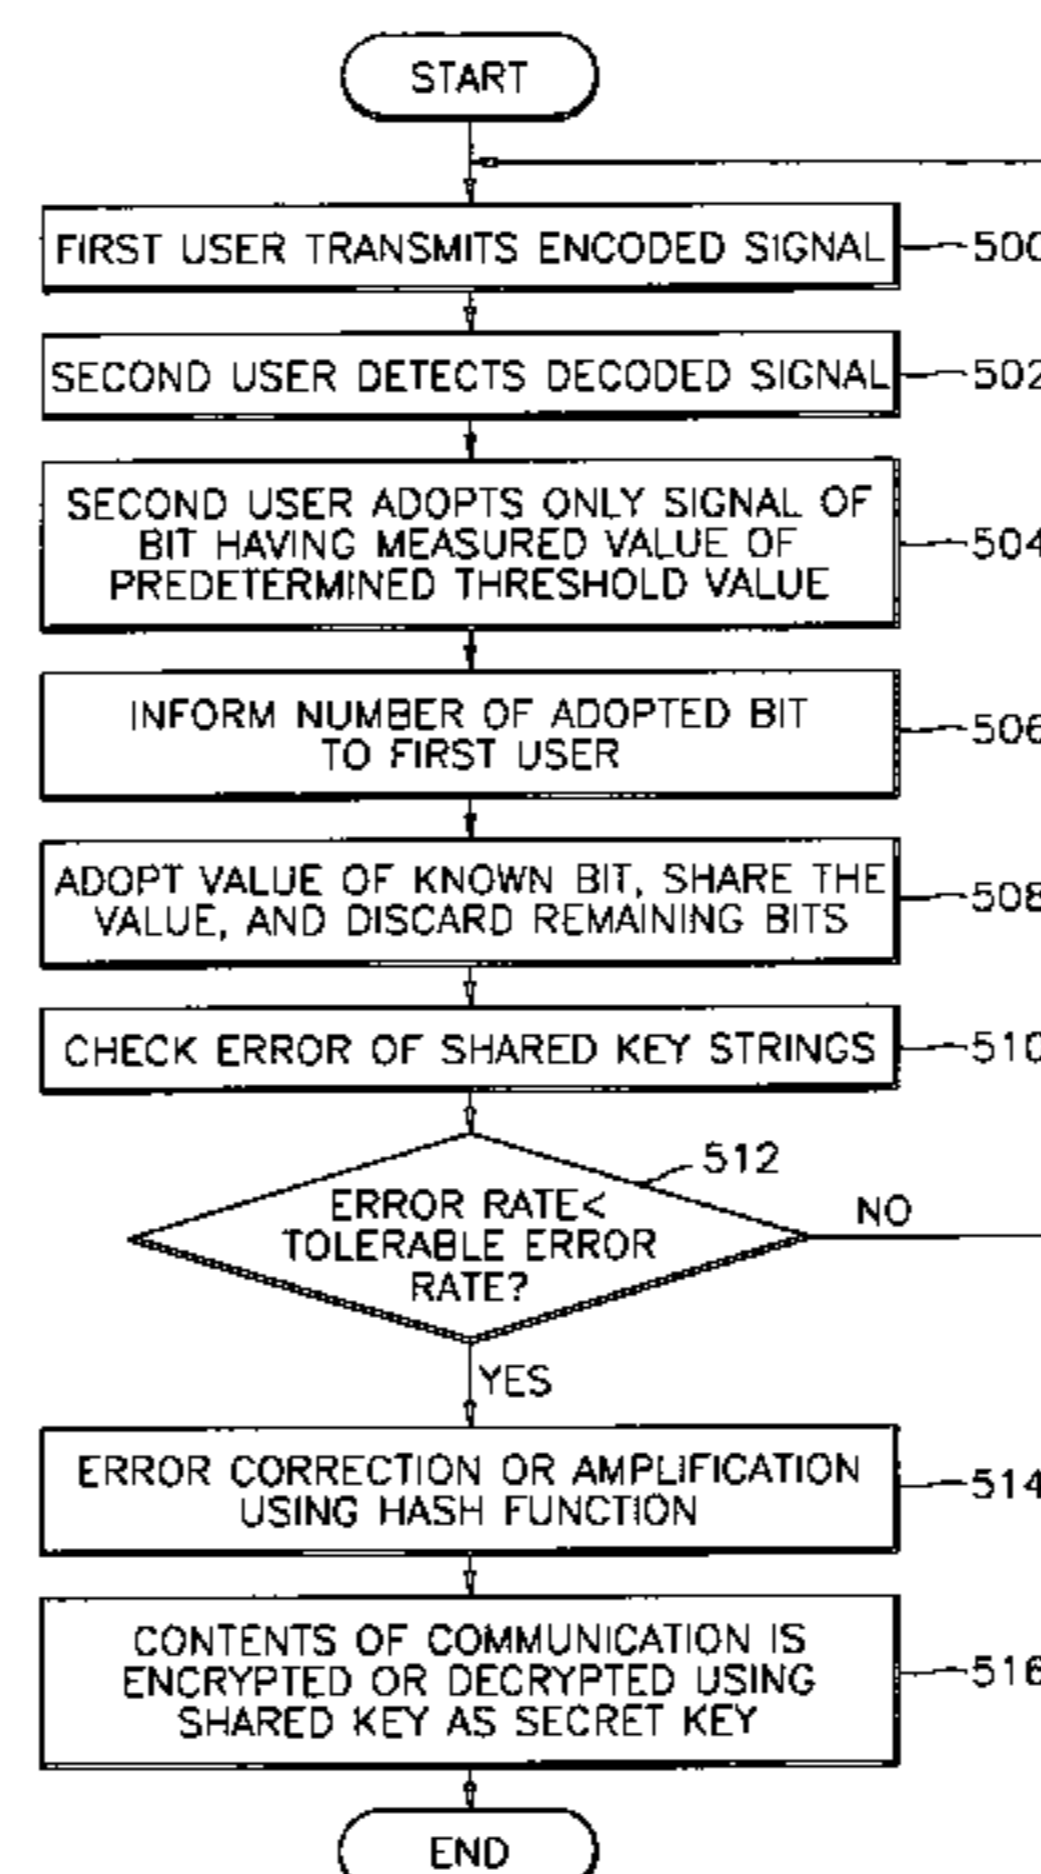 START
FIRST USER TRANSMITS ENCODED SIGNAL
500
SECOND USER DETECTS DECODED SIGNAL
502
SECOND USER ADOPTS ONLY SIGNAL OF
BIT HAVING MEASURED VALUE OF
PREDETERMINED THRESHOLD VALUE
504
INFORM NUMBER OF ADOPTED BIT
TO FIRST USER
506
ADOPT VALUE OF KNOWN BIT, SHARE THE
VALUE, AND DISCARD REMAINING BITS
508
CHECK ERROR OF SHARED KEY STRINGS
510
512
ERROR RATE<
TOLERABLE ERROR
RATE?
NO
YES
ERROR CORRECTION OR AMPLIFICATION
USING HASH FUNCTION
514
CONTENTS OF COMMUNICATION IS
ENCRYPTED OR DECRYPTED USING
SHARED KEY AS SECRET KEY
516
END